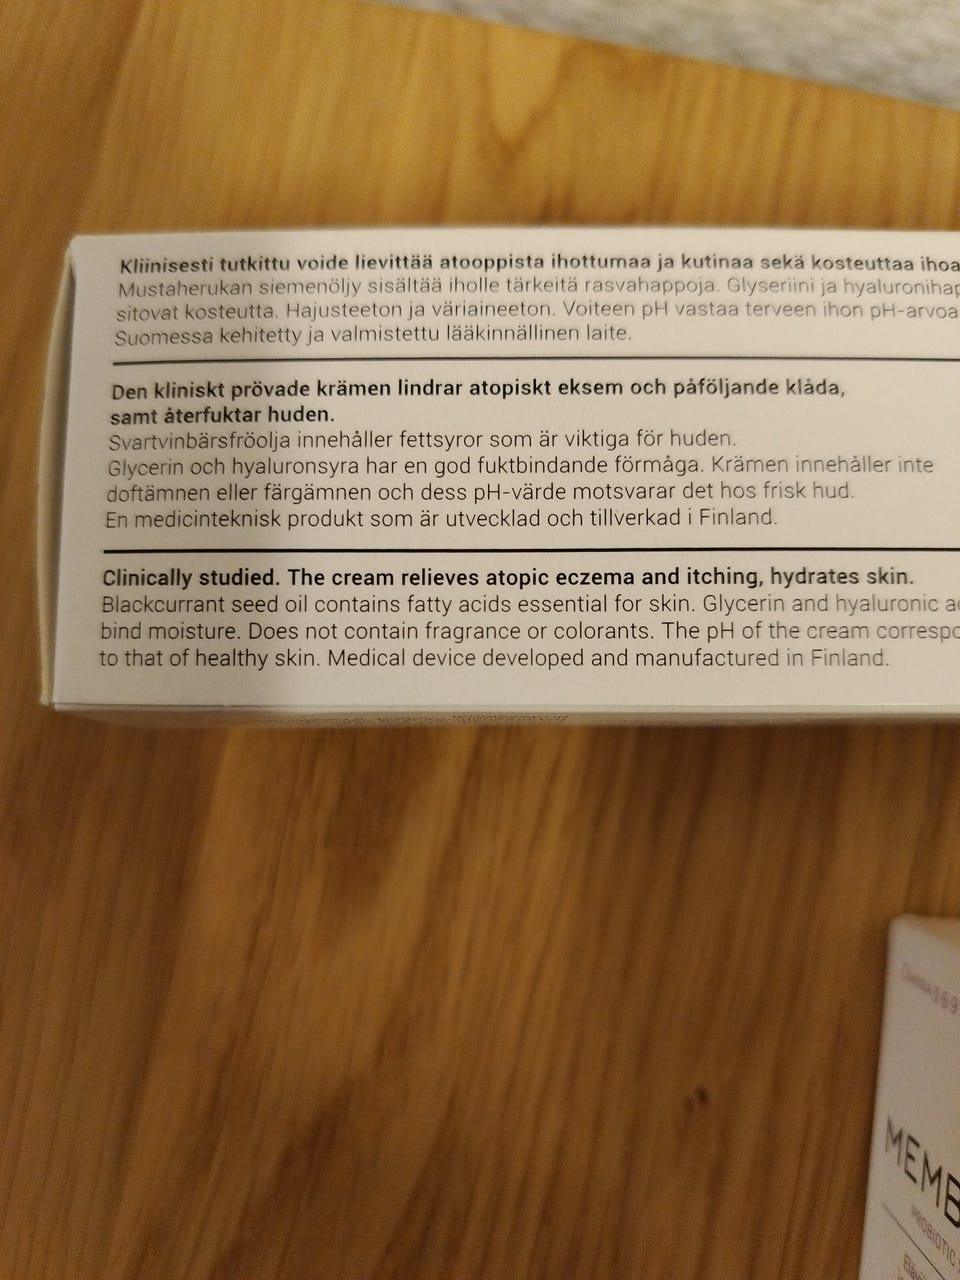 Kliinisesti tutkittu voide lievittää atooppista ihottumaa ja kutinaa sekä kosteuttaa ihoa
Mustaherukan siemenöljy sisältää iholle tärkeitä rasvahappoja. Glyseriini ja hyaluronihap
sitovat kosteutta. Hajusteeton ja väriaineeton. Voiteen pH vastaa terveen ihon pH-arvoa
Suomessa kehitetty ja valmistettu lääkinnällinen laite.
Den kliniskt prövade krämen lindrar atopiskt eksem och påföljande klåda,
samt återfuktar huden.
Svartvinbärsfröolja innehåller fettsyror som är viktiga för huden.
Glycerin och hyaluronsyra har en god fuktbindande förmåga. Krämen innehåller inte
doftämnen eller färgämnen och dess pH-värde motsvarar det hos frisk hud.
En medicinteknisk produkt som är utvecklad och tillverkad i Finland.
Clinically studied. The cream relieves atopic eczema and itching, hydrates skin.
Blackcurrant seed oil contains fatty acids essential for skin. Glycerin and hyaluronic a
bind moisture. Does not contain fragrance or colorants. The pH of the cream correspo
to that of healthy skin. Medical device developed and manufactured in Finland.
MEMB
PROBIOTIC